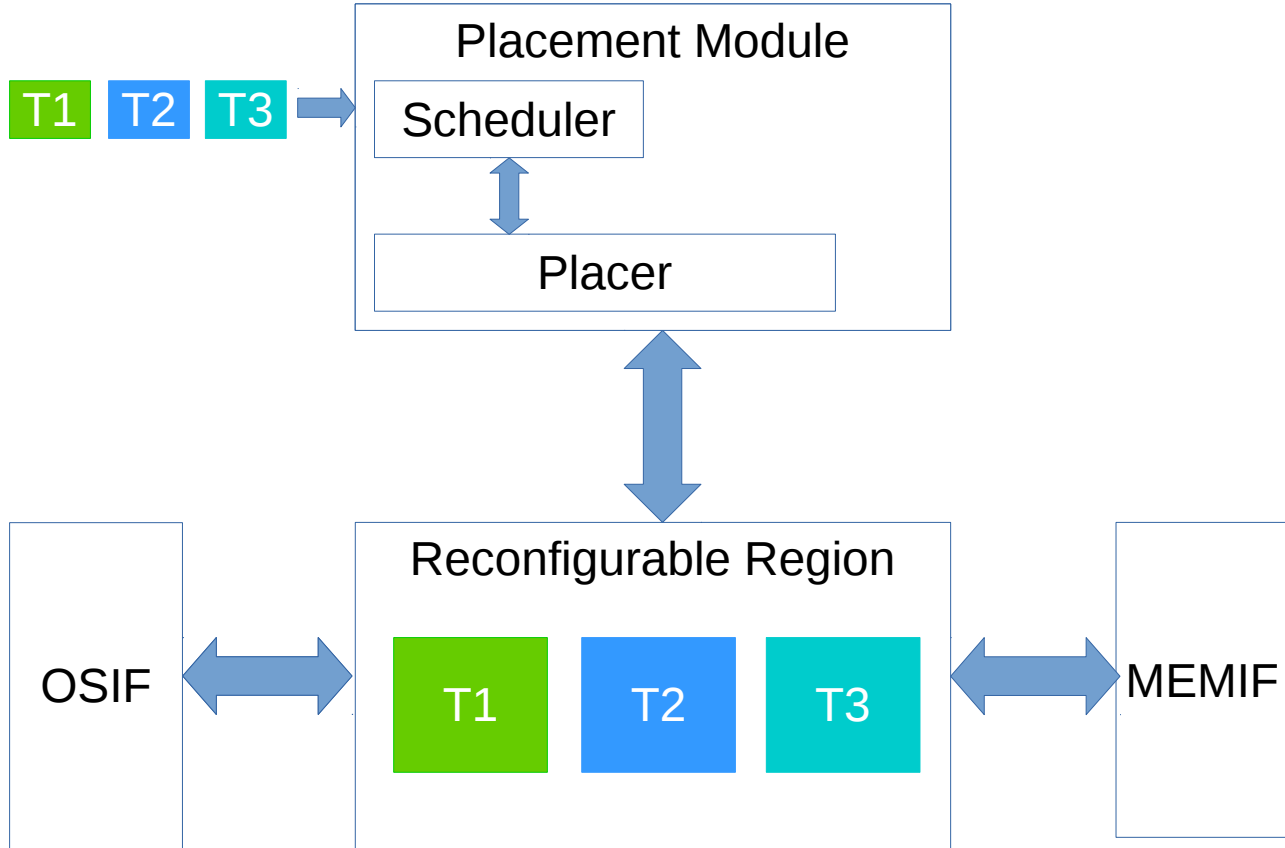 Placement Module
T1 T2 T3
Scheduler
Placer
Reconfigurable Region
OSIF
T1 T2 T3
MEMIF